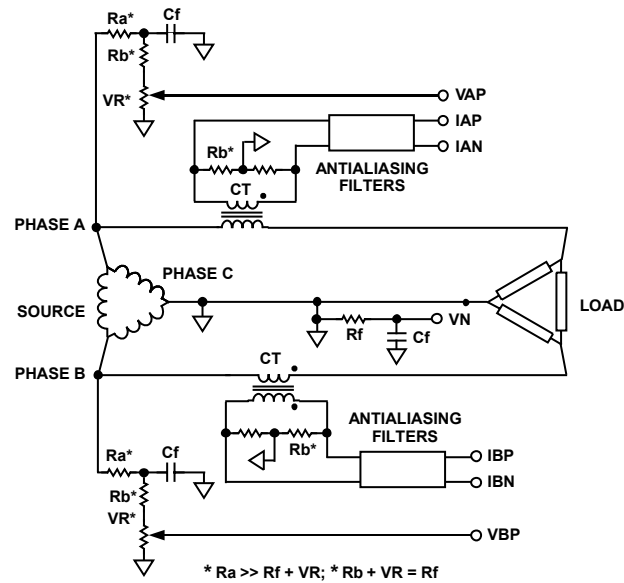 Ra*
Cf
Rb*
VR*
VAP
IAP
IAN
Rb*
ANTIALIASING
FILTERS
CT
PHASE A
PHASE C
SOURCE
LOAD
VN
Rf
Cf
PHASE B
CT
ANTIALIASING
FILTERS
Rb*
IBP
IBN
Ra*
Cf
Rb*
VR*
VBP
* Ra >> Rf + VR; * Rb + VR = Rf